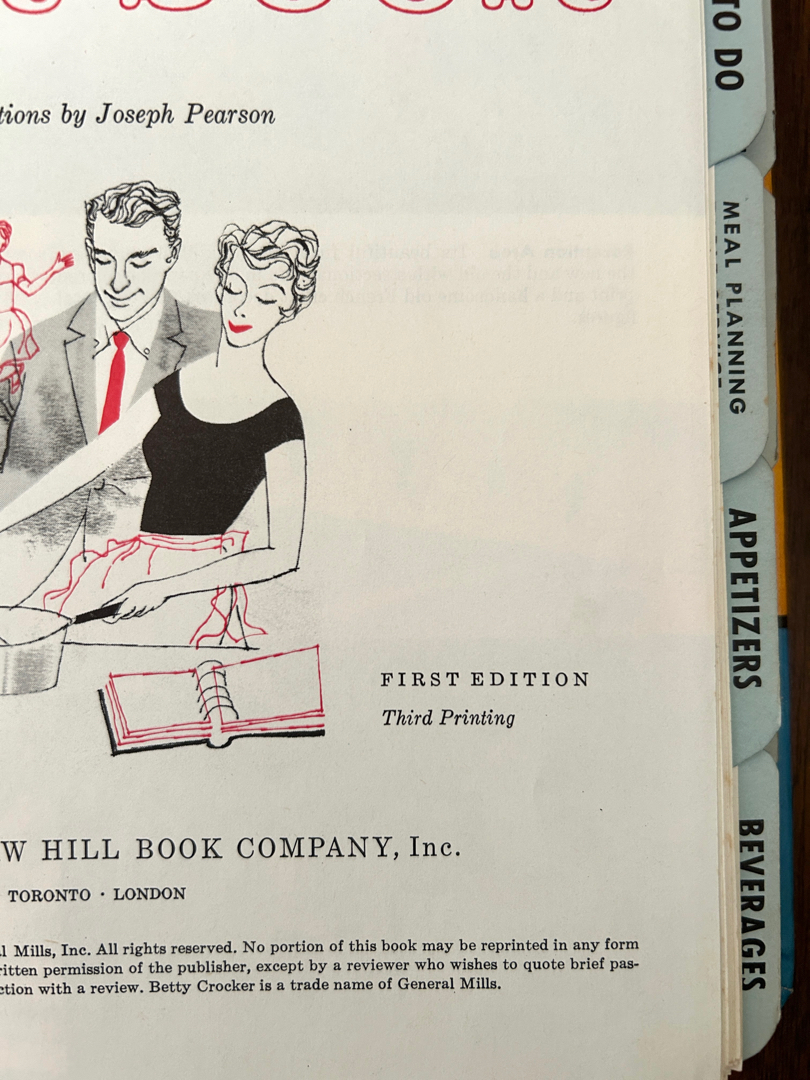 tions by Joseph Pearson
FIRST EDITION
Third Printing
W HILL BOOK COMPANY, Inc.
TORONTO · LONDON
l Mills, Inc. All rights reserved. No portion of this book may be reprinted in any form
ritten permission of the publisher, except by a reviewer who wishes to quote brief pas-
ction with a review. Betty Crocker is a trade name of General Mills.
TO DO
MEAL PLANNING
APPETIZERS
BEVERAGES